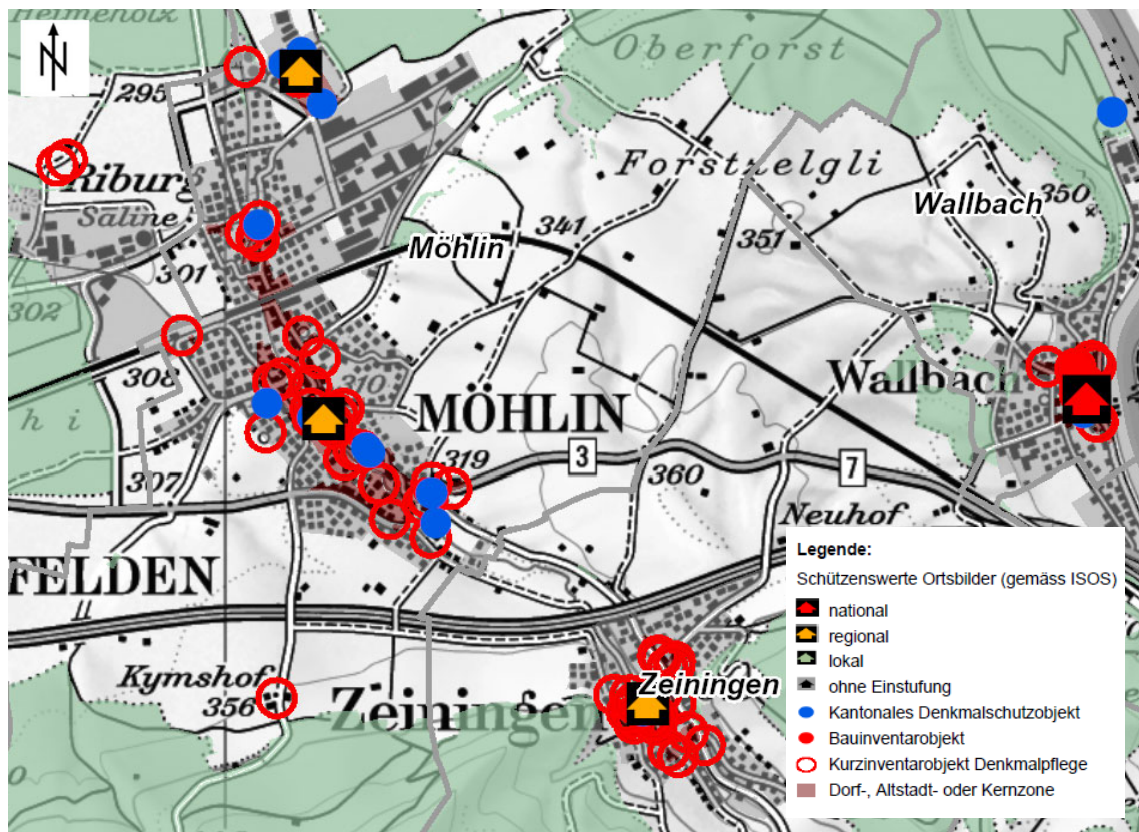 N
Heimeholz
Oberforst
295
Riburg
Saline
Forstzelgli
Wallbach
350
Möhlin
341
351
301
302
308
310
Wallbach
MÖHLIN
h i
319
3
7
307
360
Neuhof
FELDEN
Kymshof
356
Zeiningen
Zeiningen
Legende:
Schützenswerte Ortsbilder (gemäss ISOS)
national
regional
lokal
ohne Einstufung
Kantonales Denkmalschutzobjekt
Bauinventarobjekt
Kurzinventarobjekt Denkmalpflege
Dorf-, Altstadt- oder Kernzone